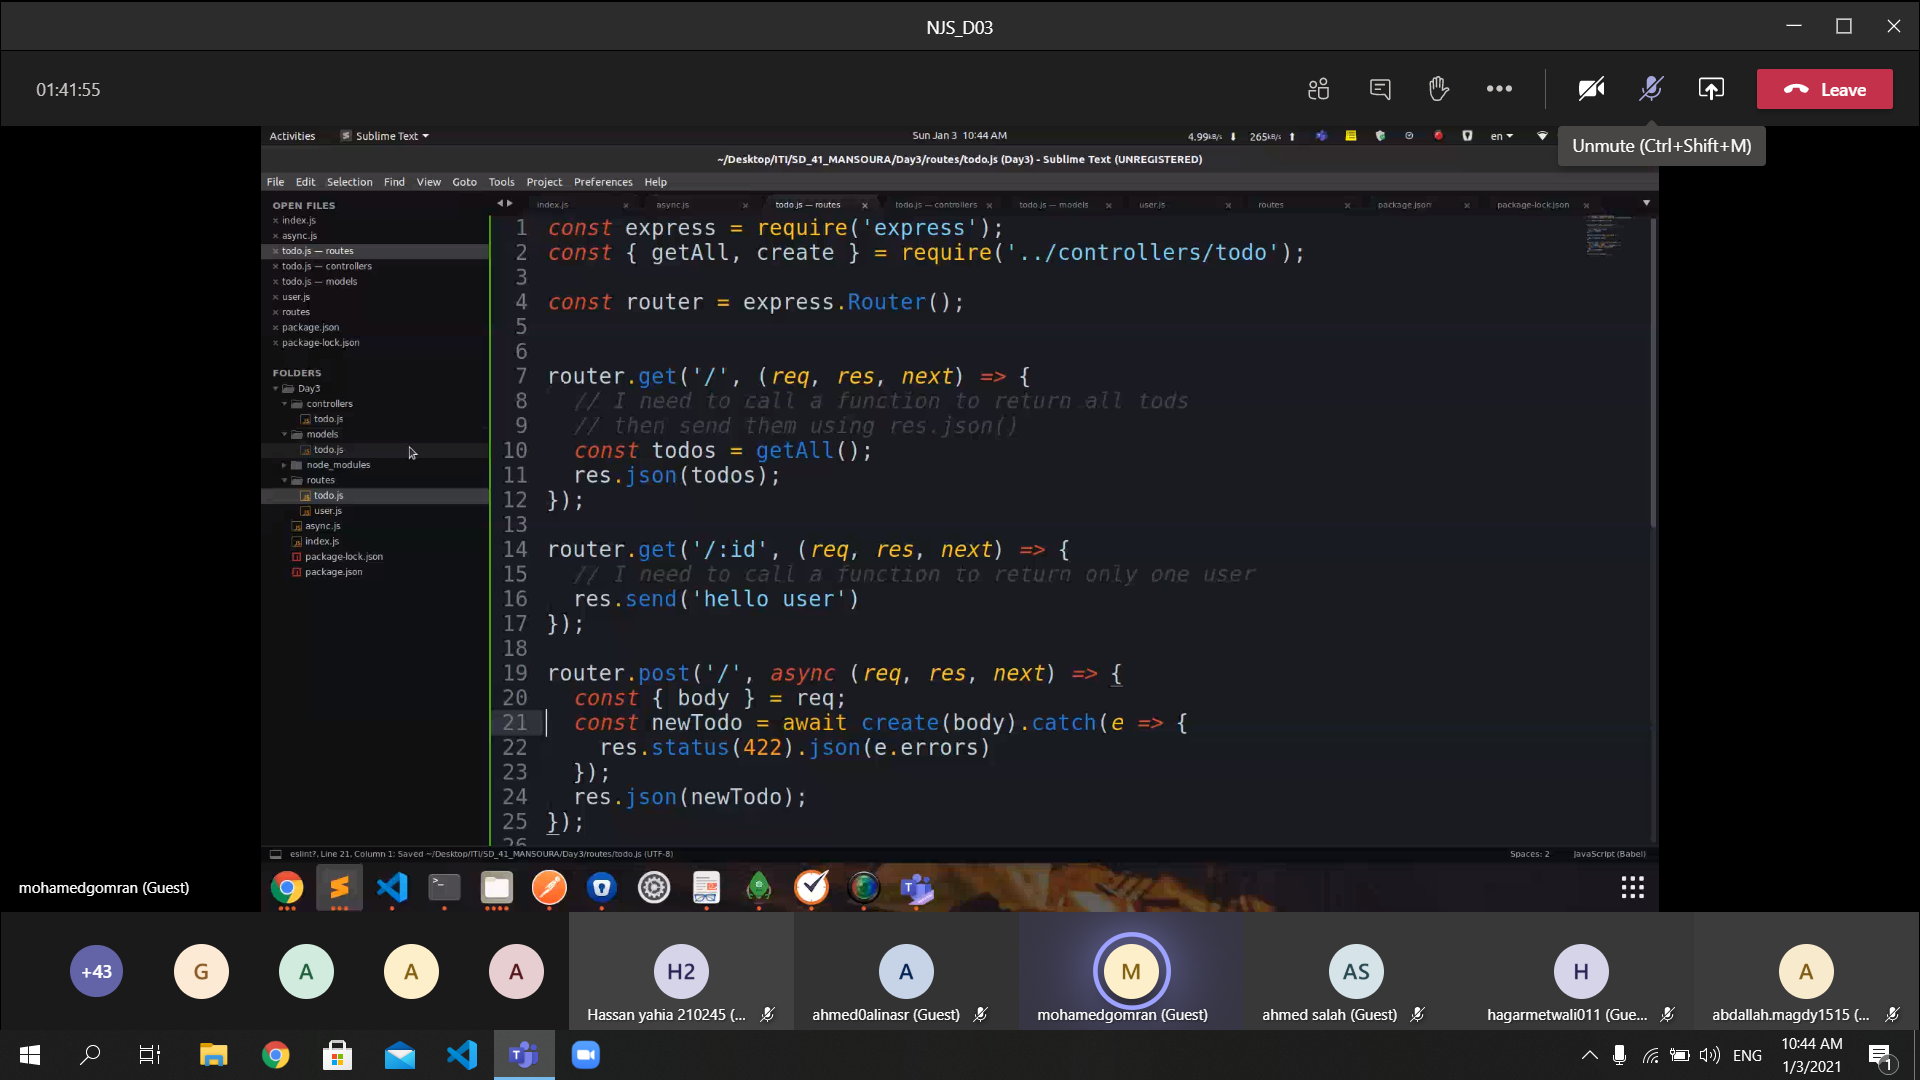 NJS_D03
01:41:55
Leave
Unmute (Ctrl+Shift+M)
Activities
Sublime Text
Sun Jan 3 10:44 AM
4.99kB/s
265kB/s
en
~/Desktop/ITI/SD_41_MANSOURA/Day3/routes/todo.js (Day3) - Sublime Text (UNREGISTERED)
File Edit Selection Find View Goto Tools Project Preferences Help
OPEN FILES
index.js
async.js
todo.js — routes
todo.js — controllers
todo.js — models
user.js
routes
package.json
package-lock.json
FOLDERS
Day3
controllers
todo.js
models
todo.js
node_modules
routes
todo.js
user.js
async.js
index.js
package-lock.json
package.json
index.js async.js todo.js — routes todo.js — controllers todo.js — models user.js routes package.json package-lock.json
1 const express = require('express');
2 const { getAll, create } = require('../controllers/todo');
3
4 const router = express.Router();
5
6
7 router.get('/', (req, res, next) => {
8 // I need to call a function to return all tods
9 // then send them using res.json()
10 const todos = getAll();
11 res.json(todos);
12 });
13
14 router.get('/:id', (req, res, next) => {
15 // I need to call a function to return only one user
16 res.send('hello user')
17 });
18
19 router.post('/', async (req, res, next) => {
20 const { body } = req;
21 const newTodo = await create(body).catch(e => {
22 res.status(422).json(e.errors)
23 });
24 res.json(newTodo);
25 });
26
eslint?, Line 21, Column 1: Saved ~/Desktop/ITI/SD_41_MANSOURA/Day3/routes/todo.js (UTF-8)
Spaces: 2
JavaScript (Babel)
mohamedgomran (Guest)
+43
G
A
A
A
H2
Hassan yahia 210245 (...
A
ahmed0alinasr (Guest)
M
mohamedgomran (Guest)
AS
ahmed salah (Guest)
H
hagarmetwali011 (Gue...
A
abdallah.magdy1515 (...
ENG
10:44 AM
1/3/2021
1